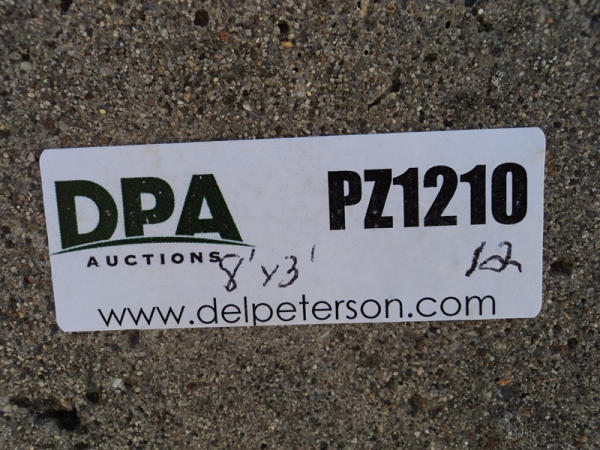 DPA PZ1210
AUCTIONS 8' x3' 12
www.delpeterson.com